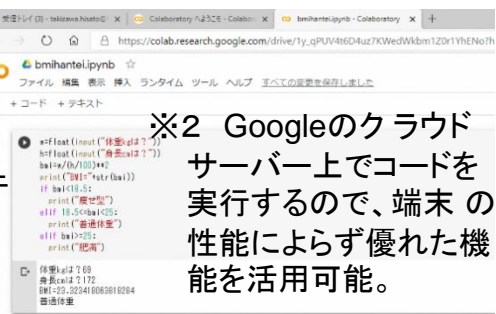 受信トレイ (3) - takizawa.hisato@ × Colaboratory へようこそ - Colabor × bmihantei.ipynb - Colaboratory × +
https://colab.research.google.com/drive/1y_qPUV4t6D4uz7KWedWkbm1Z0r1YhENo?h
bmihantei.ipynb ☆
ファイル 編集 表示 挿入 ランタイム ツール ヘルプ すべての変更を保存しました
+ コード + テキスト
※2 Googleのクラウド
サーバー上でコードを
実行するので、端末 の
性能によらず優れた機
能を活用可能。
w=float(input("体重kgは?"))
h=float(input("身長cmは?"))
bmi=w/(h/100)**2
print("BMI="+str(bmi))
if bmi<18.5:
print("痩せ型")
elif 18.5<=bmi<25:
print("普通体重")
elif bmi>=25:
print("肥満")
体重kgは?69
身長cmは?172
BMI=23.323418063818284
普通体重